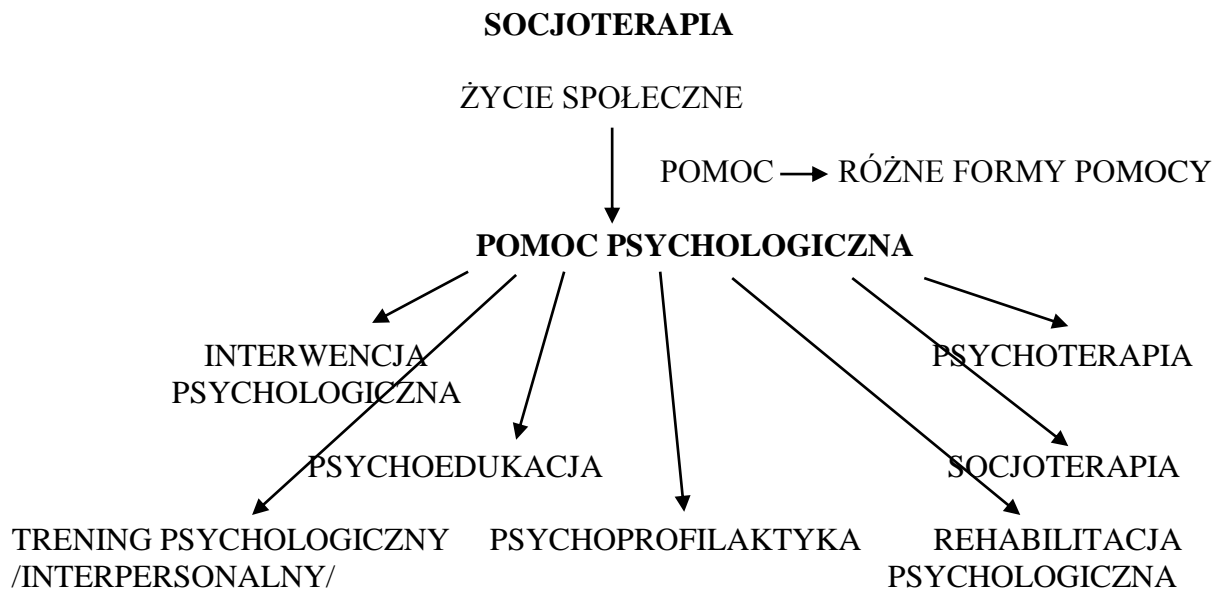 SOCJOTERAPIA
ŻYCIE SPOŁECZNE
POMOC → RÓŻNE FORMY POMOCY
POMOC PSYCHOLOGICZNA
INTERWENCJA
PSYCHOLOGICZNA
PSYCHOTERAPIA
PSYCHOEDUKACJA
SOCJOTERAPIA
TRENING PSYCHOLOGICZNY
/INTERPERSONALNY/
PSYCHOPROFILAKTYKA
REHABILITACJA
PSYCHOLOGICZNA